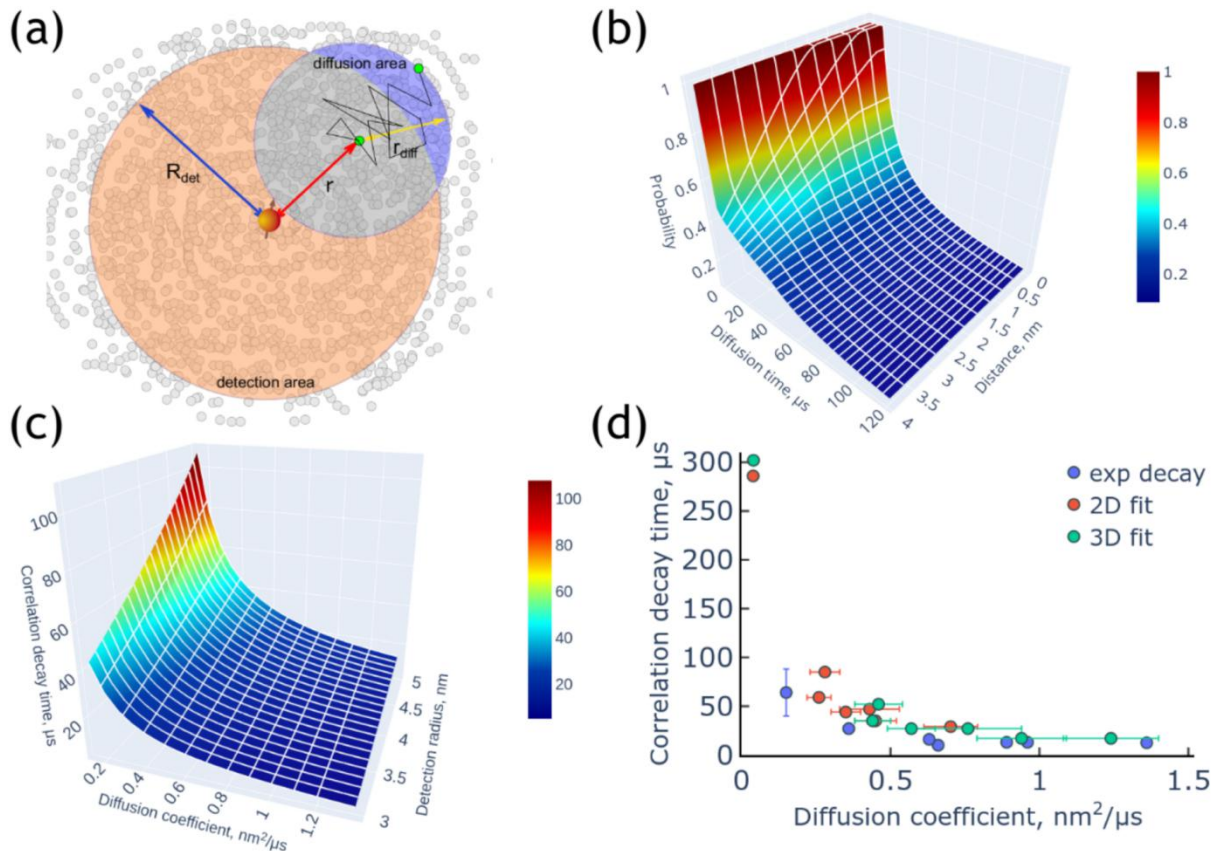 (a)
diffusion area
R_det
r_diff
r
detection area
(b)
1
0.8
0.6
0.4
0.2
Probability
0
20
40
60
80
100
120
Diffusion time, μs
0
0.5
1
1.5
2
2.5
3
3.5
4
Distance, nm
1
0.8
0.6
0.4
0.2
(c)
100
80
60
40
20
Correlation decay time, μs
0.2
0.4
0.6
0.8
1
1.2
Diffusion coefficient, nm²/μs
5
4.5
4
3.5
3
Detection radius, nm
100
80
60
40
20
(d)
300
250
200
150
100
50
0
Correlation decay time, μs
exp decay
2D fit
3D fit
0
0.5
1
1.5
Diffusion coefficient, nm²/μs